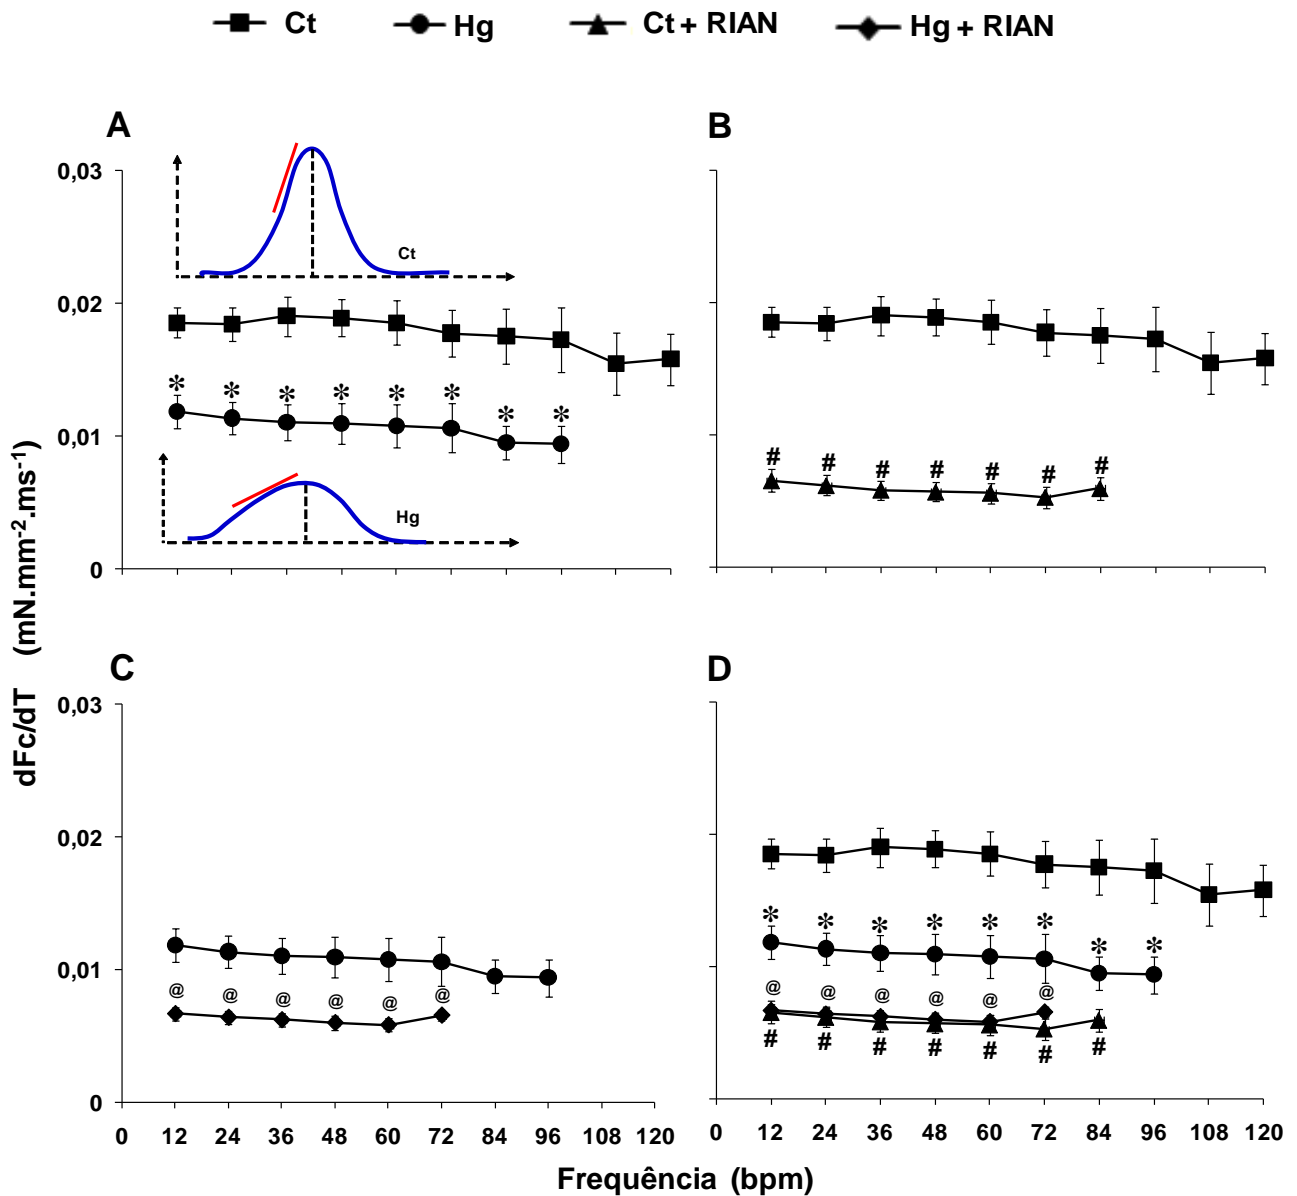 Ct Hg Ct + RIAN Hg + RIAN
A B
0,03
Ct
0,02
* * * * * * * *
0,01
# # # # # # #
Hg
0
dFc/dT (mN.mm-2.ms-1)
C D
0,03
0,02
* * * * * * * *
0,01
@ @ @ @ @ @
@ @ @ @ @ @
# # # # # # #
0
0 12 24 36 48 60 72 84 96 108 120
0 12 24 36 48 60 72 84 96 108 120
Frequência (bpm)